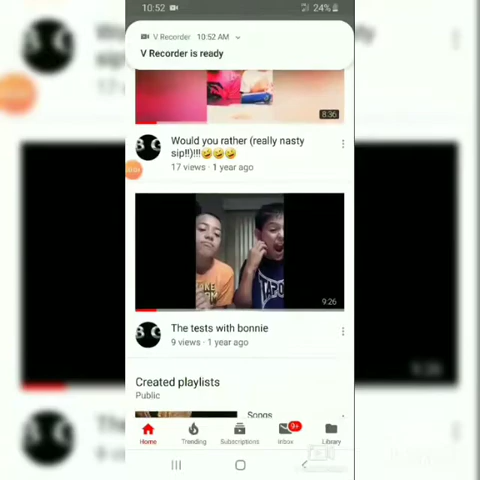 10:52
24%
V Recorder 10:52 AM
V Recorder is ready
8:36
Would you rather (really nasty
sip!!)!!!🤣🤣🤣
17 views · 1 year ago
9:26
The tests with bonnie
9 views · 1 year ago
Created playlists
Public
Songs
9+
Home
Trending
Subscriptions
Inbox
Library